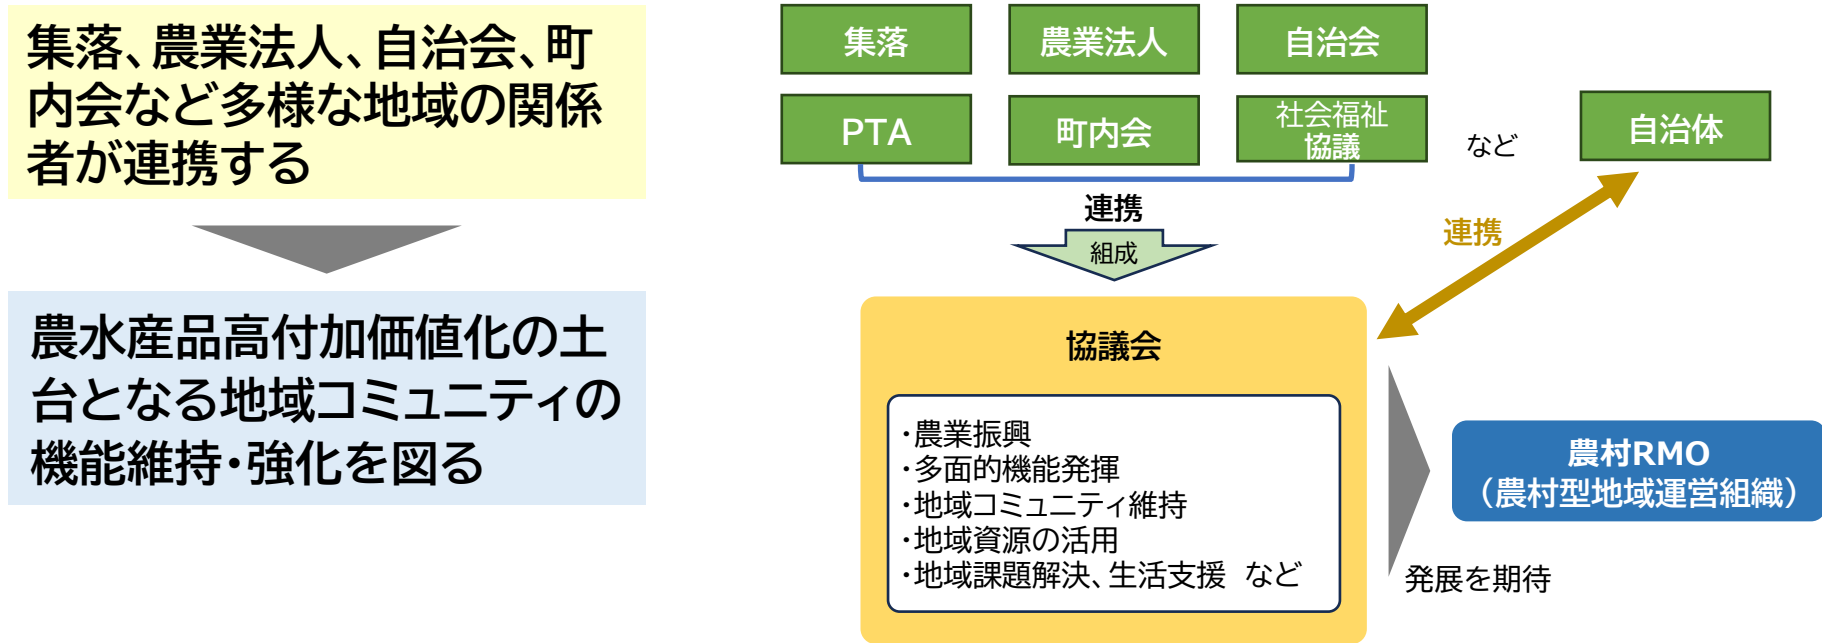 集落、農業法人、自治会、町
内会など多様な地域の関係
者が連携する
農水産品高付加価値化の土
台となる地域コミュニティの
機能維持・強化を図る
集落
農業法人
自治会
PTA
町内会
社会福祉
協議
など
自治体
連携
組成
連携
協議会
・農業振興
・多面的機能発揮
・地域コミュニティ維持
・地域資源の活用
・地域課題解決、生活支援　など
農村RMO
（農村型地域運営組織）
発展を期待